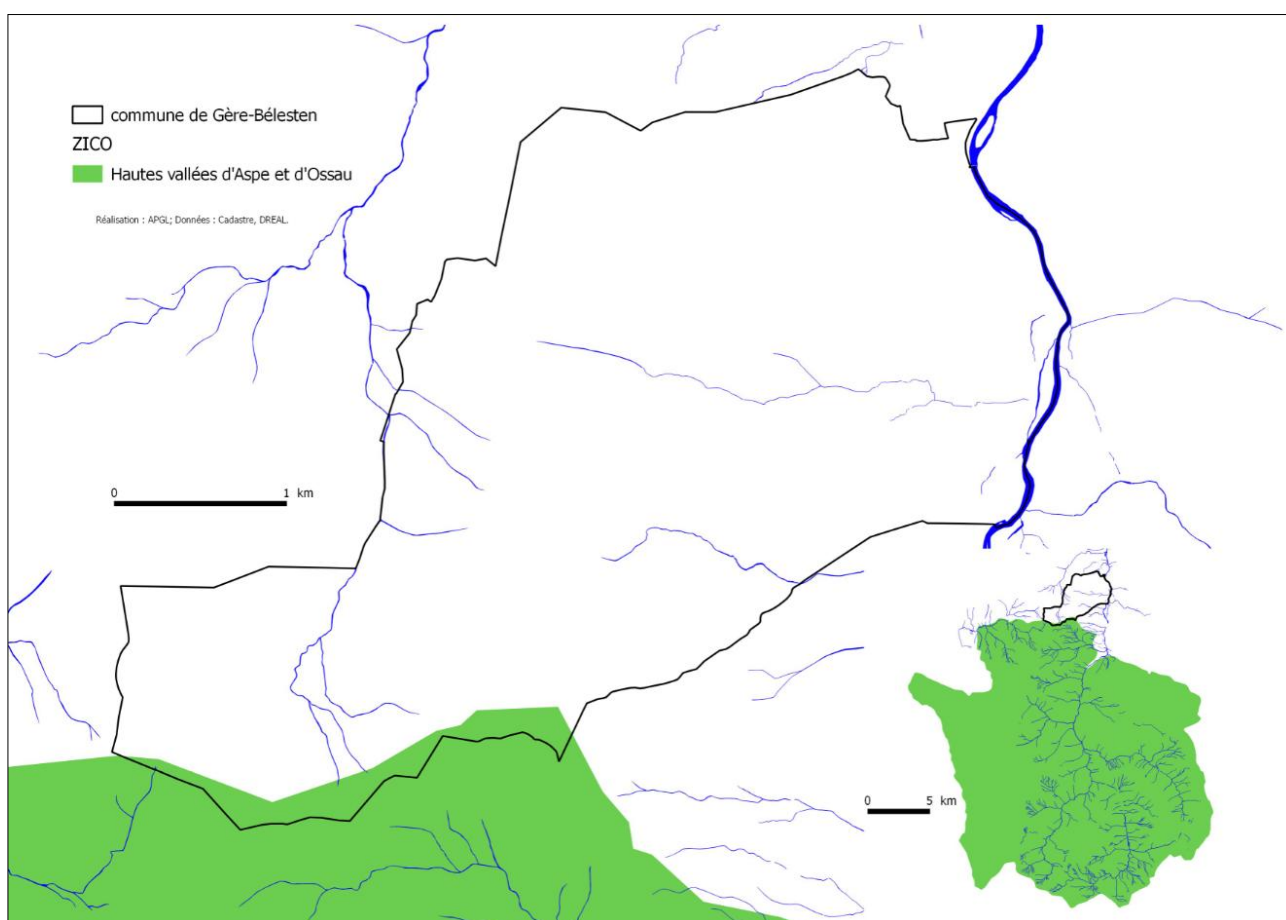 commune de Gère-Bélesten
ZICO
Hautes vallées d'Aspe et d'Ossau
Réalisation : APGL; Données : Cadastre, DREAL.
0 1 km
0 5 km